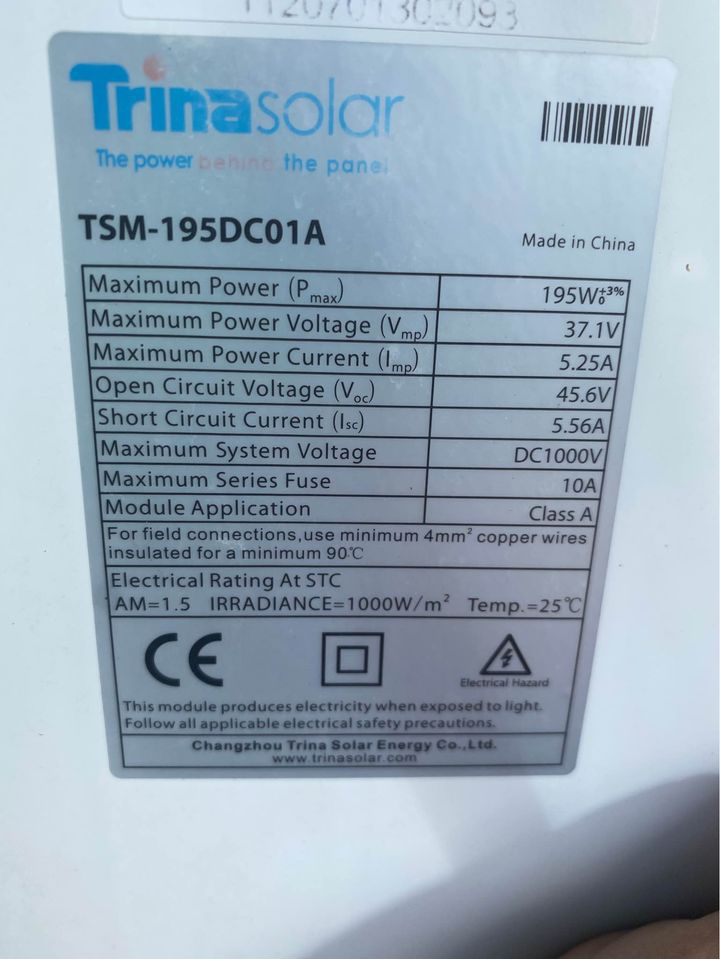 Trinasolar
The power behind the panel
TSM-195DC01A
Made in China
Maximum Power (Pmax) 195W+3% 0
Maximum Power Voltage (Vmp) 37.1V
Maximum Power Current (Imp) 5.25A
Open Circuit Voltage (Voc) 45.6V
Short Circuit Current (Isc) 5.56A
Maximum System Voltage DC1000V
Maximum Series Fuse 10A
Module Application Class A
For field connections,use minimum 4mm² copper wires
insulated for a minimum 90℃
Electrical Rating At STC
AM=1.5 IRRADIANCE=1000W/m² Temp.=25℃
CE
Electrical Hazard
This module produces electricity when exposed to light.
Follow all applicable electrical safety precautions.
Changzhou Trina Solar Energy Co.,Ltd.
www.trinasolar.com